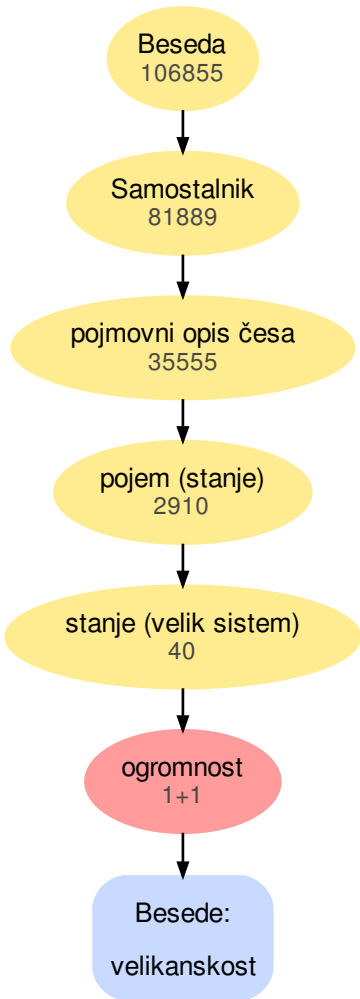 Beseda
106855
Samostalnik
81889
pojmovni opis česa
35555
pojem (stanje)
2910
stanje (velik sistem)
40
ogromnost
1+1
Besede:
velikanskost